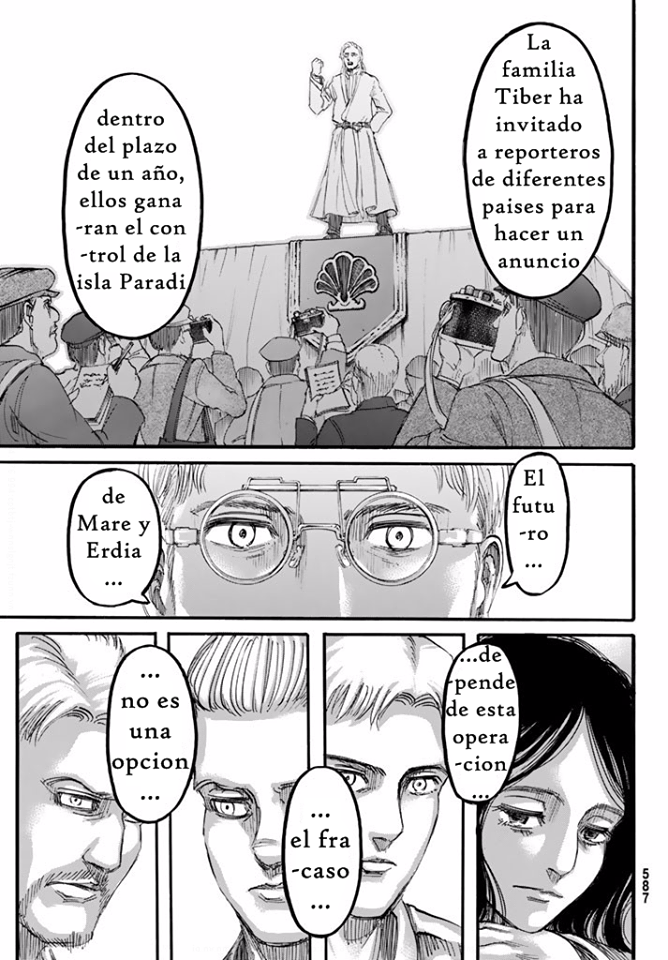 La
familia
Tiber ha
invitado
a reporteros
de diferentes
paises para
hacer un
anuncio
dentro
del plazo
de un año,
ellos gana
-ran el con
-trol de la
isla Paradi
El
futu
-ro
...
de
Mare y
Erdia
...
...de
-pende
de esta
opera
-cion
...
...
el fra
-caso
...
...
no es
una
opcion
...
587